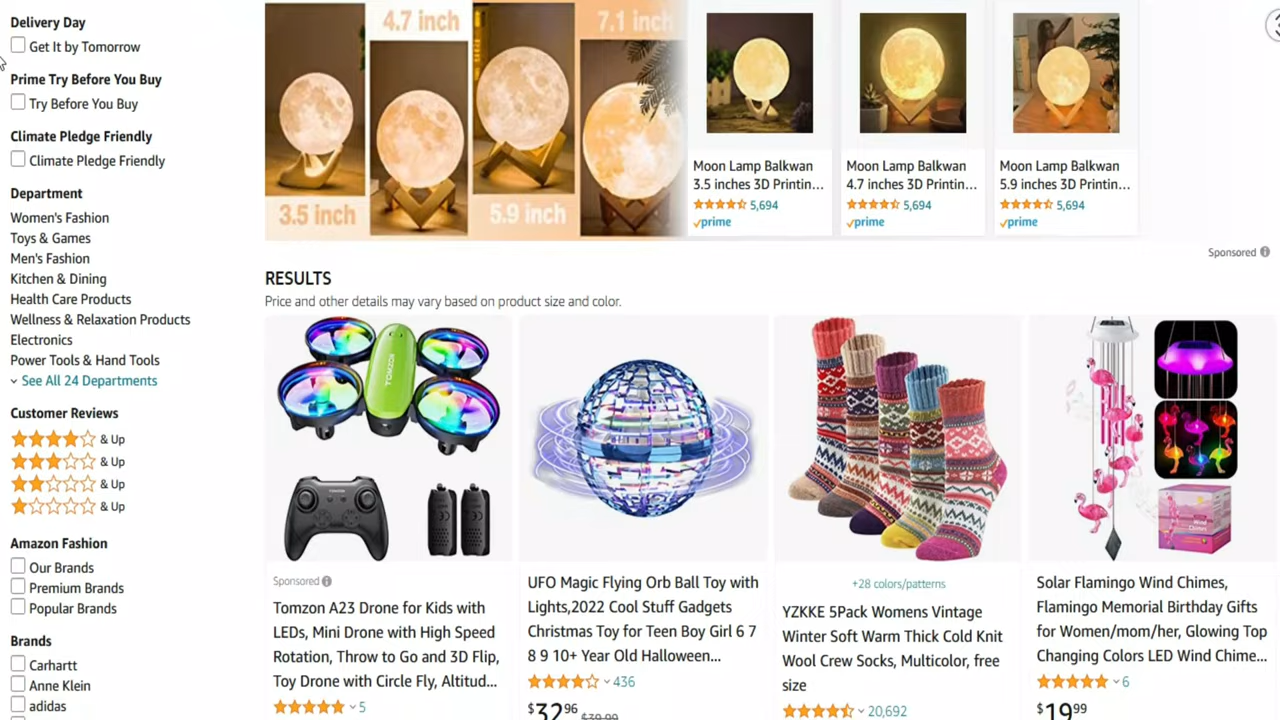 Delivery Day
Get It by Tomorrow
Prime Try Before You Buy
Try Before You Buy
Climate Pledge Friendly
Climate Pledge Friendly
Department
Women's Fashion
Toys & Games
Men's Fashion
Kitchen & Dining
Health Care Products
Wellness & Relaxation Products
Electronics
Power Tools & Hand Tools
See All 24 Departments
Customer Reviews
& Up
& Up
& Up
& Up
Amazon Fashion
Our Brands
Premium Brands
Popular Brands
Brands
Carhartt
Anne Klein
adidas
3.5 inch
4.7 inch
5.9 inch
7.1 inch
Moon Lamp Balkwan
3.5 inches 3D Printin...
5,694
prime
Moon Lamp Balkwan
4.7 inches 3D Printin...
5,694
prime
Moon Lamp Balkwan
5.9 inches 3D Printin...
5,694
prime
Sponsored
RESULTS
Price and other details may vary based on product size and color.
TOMZON
TOMZON
Sponsored
Tomzon A23 Drone for Kids with
LEDs, Mini Drone with High Speed
Rotation, Throw to Go and 3D Flip,
Toy Drone with Circle Fly, Altitud...
5
UFO Magic Flying Orb Ball Toy with
Lights,2022 Cool Stuff Gadgets
Christmas Toy for Teen Boy Girl 6 7
8 9 10+ Year Old Halloween...
436
$32.96 $39.99
+28 colors/patterns
YZKKE 5Pack Womens Vintage
Winter Soft Warm Thick Cold Knit
Wool Crew Socks, Multicolor, free
size
20,692
Wind
Chimes
Solar Flamingo Wind Chimes,
Flamingo Memorial Birthday Gifts
for Women/mom/her, Glowing Top
Changing Colors LED Wind Chime...
6
$19.99